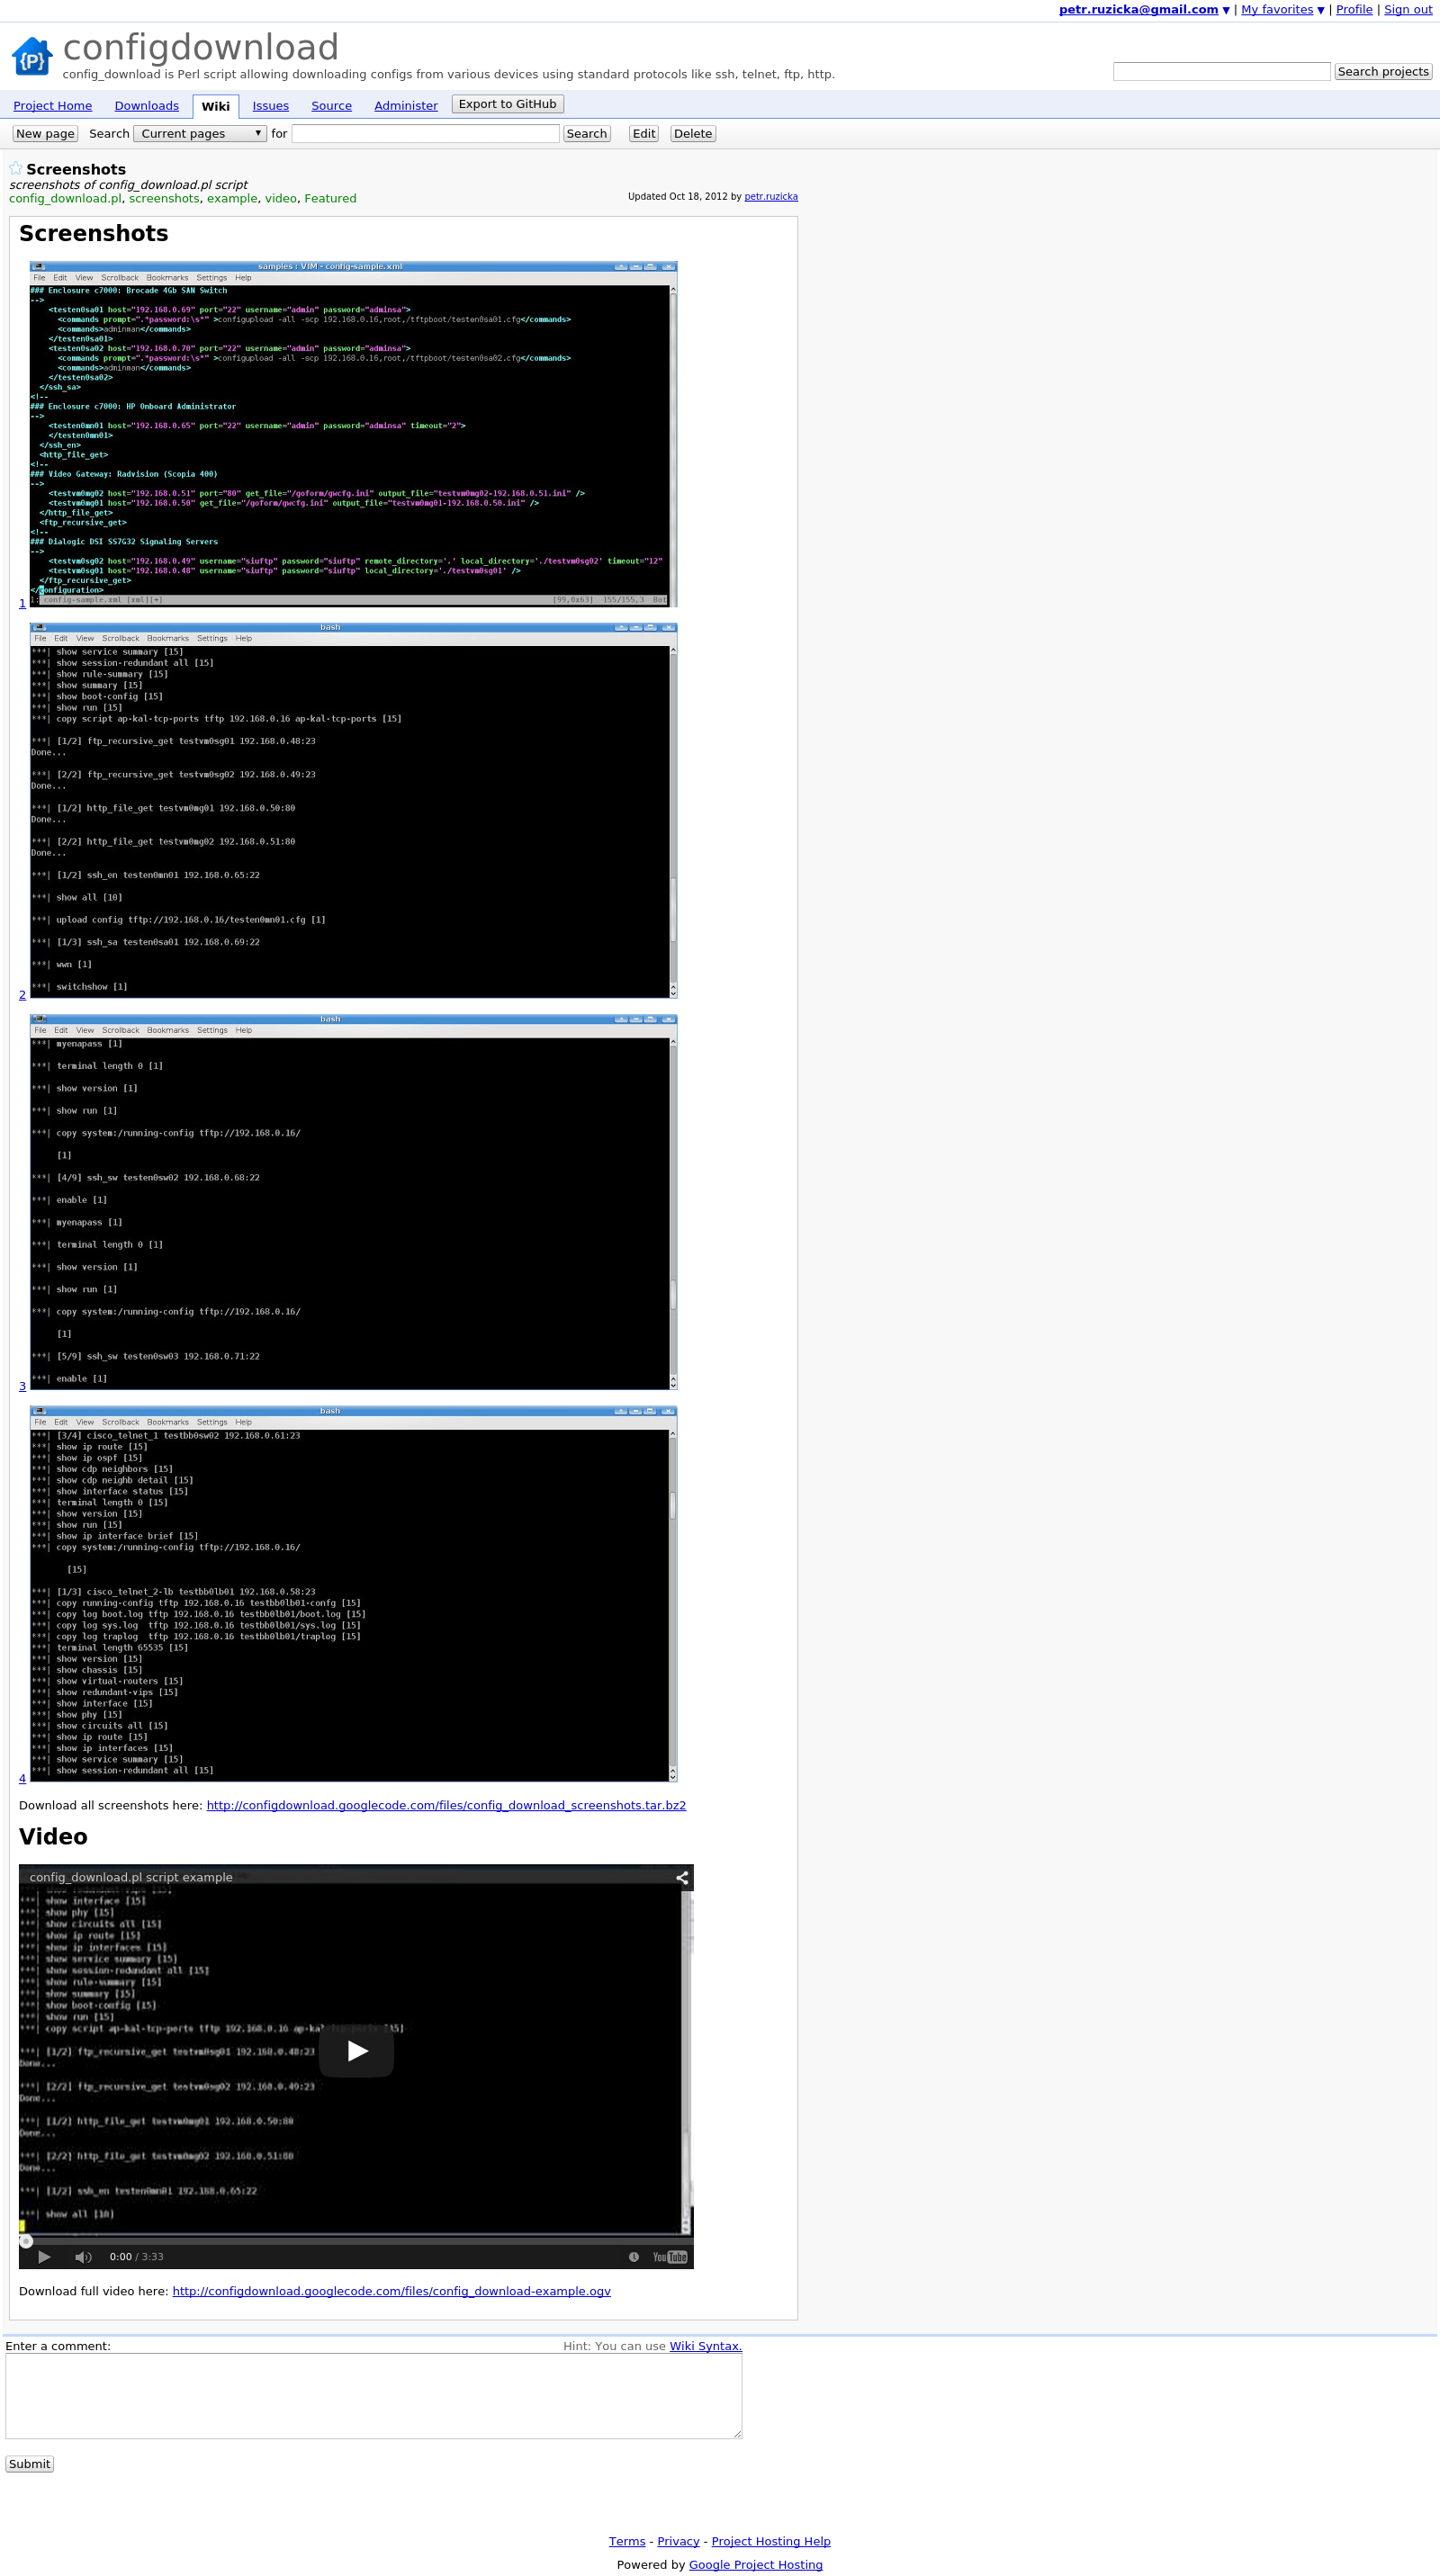 petr.ruzicka@gmail.com ▼ | My favorites ▼ | Profile | Sign out
configdownload
config_download is Perl script allowing downloading configs from various devices using standard protocols like ssh, telnet, ftp, http.
Search projects
Project Home Downloads Wiki Issues Source Administer Export to GitHub
New page Search Current pages ▼ for Search Edit Delete
Screenshots
screenshots of config_download.pl script
config_download.pl, screenshots, example, video, Featured
Updated Oct 18, 2012 by petr.ruzicka
Screenshots
samples : VIM - config-sample.xml
File Edit View Scrollback Bookmarks Settings Help
### Enclosure c7000: Brocade 4Gb SAN Switch
-->
<testen0sa01 host="192.168.0.69" port="22" username="admin" password="adminsa">
<commands prompt=".*password:\s*" >configupload -all -scp 192.168.0.16,root,/tftpboot/testen0sa01.cfg</commands>
<commands>adminman</commands>
</testen0sa01>
<testen0sa02 host="192.168.0.70" port="22" username="admin" password="adminsa">
<commands prompt=".*password:\s*" >configupload -all -scp 192.168.0.16,root,/tftpboot/testen0sa02.cfg</commands>
<commands>adminman</commands>
</testen0sa02>
</ssh_sa>
<!--
### Enclosure c7000: HP Onboard Administrator
-->
<testen0mn01 host="192.168.0.65" port="22" username="admin" password="adminsa" timeout="2">
</testen0mn01>
</ssh_en>
<http_file_get>
<!--
### Video Gateway: Radvision (Scopia 400)
-->
<testvm0mg02 host="192.168.0.51" port="80" get_file="/goform/gwcfg.ini" output_file="testvm0mg02-192.168.0.51.ini" />
<testvm0mg01 host="192.168.0.50" get_file="/goform/gwcfg.ini" output_file="testvm0mg01-192.168.0.50.ini" />
</http_file_get>
<ftp_recursive_get>
<!--
### Dialogic DSI SS7G32 Signaling Servers
-->
<testvm0sg02 host="192.168.0.49" username="siuftp" password="siuftp" remote_directory='.' local_directory='./testvm0sg02' timeout="12"
<testvm0sg01 host="192.168.0.48" username="siuftp" password="siuftp" local_directory='./testvm0sg01' />
</ftp_recursive_get>
</configuration>
1: config-sample.xml [xml][+] (99,0x63) 155/155,3 Bot
1
bash
File Edit View Scrollback Bookmarks Settings Help
***| show service summary [15]
***| show session-redundant all [15]
***| show rule-summary [15]
***| show summary [15]
***| show boot-config [15]
***| show run [15]
***| copy script ap-kal-tcp-ports tftp 192.168.0.16 ap-kal-tcp-ports [15]
***| [1/2] ftp_recursive_get testvm0sg01 192.168.0.48:23
Done...
***| [2/2] ftp_recursive_get testvm0sg02 192.168.0.49:23
Done...
***| [1/2] http_file_get testvm0mg01 192.168.0.50:80
Done...
***| [2/2] http_file_get testvm0mg02 192.168.0.51:80
Done...
***| [1/2] ssh_en testen0mn01 192.168.0.65:22
***| show all [10]
***| upload config tftp://192.168.0.16/testen0mn01.cfg [1]
***| [1/3] ssh_sa testen0sa01 192.168.0.69:22
***| wwn [1]
***| switchshow [1]
2
bash
File Edit View Scrollback Bookmarks Settings Help
***| myenapass [1]
***| terminal length 0 [1]
***| show version [1]
***| show run [1]
***| copy system:/running-config tftp://192.168.0.16/
[1]
***| [4/9] ssh_sw testen0sw02 192.168.0.68:22
***| enable [1]
***| myenapass [1]
***| terminal length 0 [1]
***| show version [1]
***| show run [1]
***| copy system:/running-config tftp://192.168.0.16/
[1]
***| [5/9] ssh_sw testen0sw03 192.168.0.71:22
***| enable [1]
3
bash
File Edit View Scrollback Bookmarks Settings Help
***| [3/4] cisco_telnet_1 testbb0sw02 192.168.0.61:23
***| show ip route [15]
***| show ip ospf [15]
***| show cdp neighbors [15]
***| show cdp neighb detail [15]
***| show interface status [15]
***| terminal length 0 [15]
***| show version [15]
***| show run [15]
***| show ip interface brief [15]
***| copy system:/running-config tftp://192.168.0.16/
[15]
***| [1/3] cisco_telnet_2-lb testbb0lb01 192.168.0.58:23
***| copy running-config tftp 192.168.0.16 testbb0lb01-confg [15]
***| copy log boot.log tftp 192.168.0.16 testbb0lb01/boot.log [15]
***| copy log sys.log tftp 192.168.0.16 testbb0lb01/sys.log [15]
***| copy log traplog tftp 192.168.0.16 testbb0lb01/traplog [15]
***| terminal length 65535 [15]
***| show version [15]
***| show chassis [15]
***| show virtual-routers [15]
***| show redundant-vips [15]
***| show interface [15]
***| show phy [15]
***| show circuits all [15]
***| show ip route [15]
***| show ip interfaces [15]
***| show service summary [15]
***| show session-redundant all [15]
4
Download all screenshots here: http://configdownload.googlecode.com/files/config_download_screenshots.tar.bz2
Video
config_download.pl script example
***| show interface [15]
***| show phy [15]
***| show circuits all [15]
***| show ip route [15]
***| show ip interfaces [15]
***| show service summary [15]
***| show session-redundant all [15]
***| show rule-summary [15]
***| show summary [15]
***| show boot-config [15]
***| show run [15]
***| copy script ap-kal-tcp-ports tftp 192.168.0.16
***| [1/2] ftp_recursive_get testvm0sg01 192.168.0.48:23
Done...
***| [2/2] ftp_recursive_get testvm0sg02 192.168.0.49:23
Done...
***| [1/2] http_file_get testvm0mg01 192.168.0.50:80
Done...
***| [2/2] http_file_get testvm0mg02 192.168.0.51:80
Done...
***| [1/2] ssh_en testen0mn01 192.168.0.65:22
***| show all [10]
0:00 / 3:33
YouTube
Download full video here: http://configdownload.googlecode.com/files/config_download-example.ogv
Enter a comment:
Hint: You can use Wiki Syntax.
Submit
Terms - Privacy - Project Hosting Help
Powered by Google Project Hosting